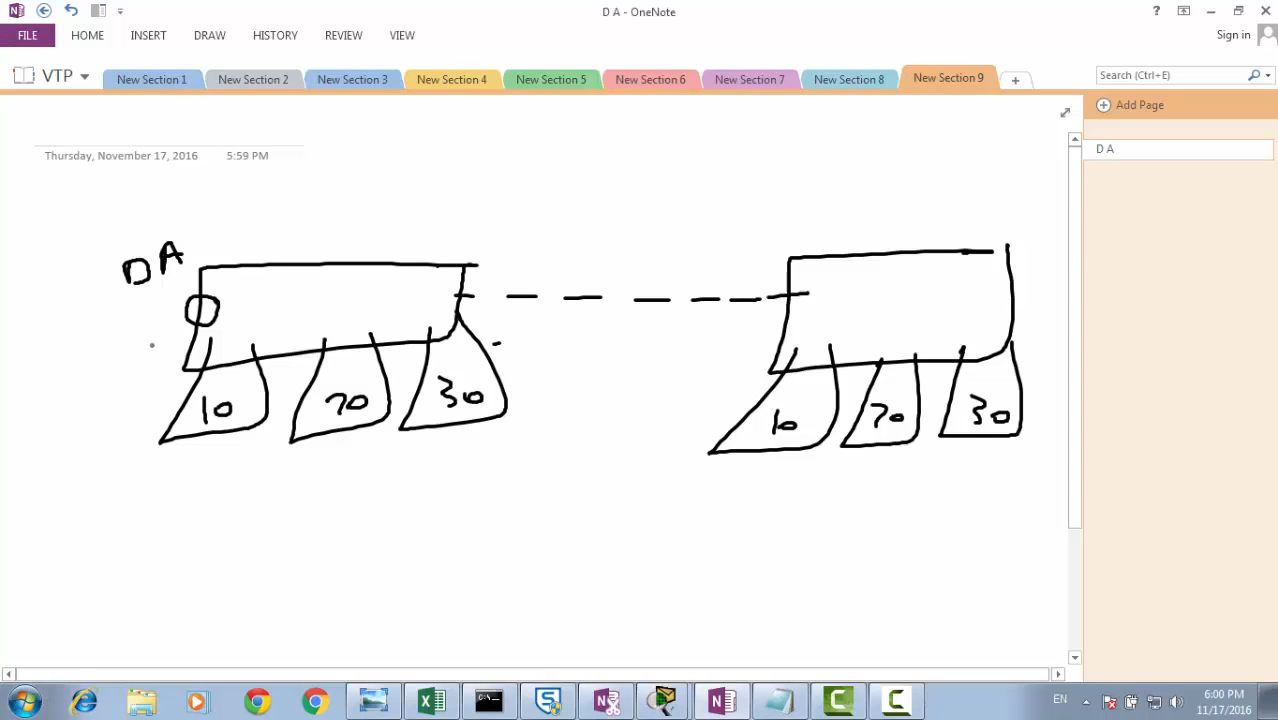 D A - OneNote
?
Sign in
FILE HOME INSERT DRAW HISTORY REVIEW VIEW
VTP
New Section 1 New Section 2 New Section 3 New Section 4 New Section 5 New Section 6 New Section 7 New Section 8 New Section 9 +
Search (Ctrl+E)
Add Page
D A
Thursday, November 17, 2016 5:59 PM
D A
10 20 30
10 20 30
EN
6:00 PM
11/17/2016